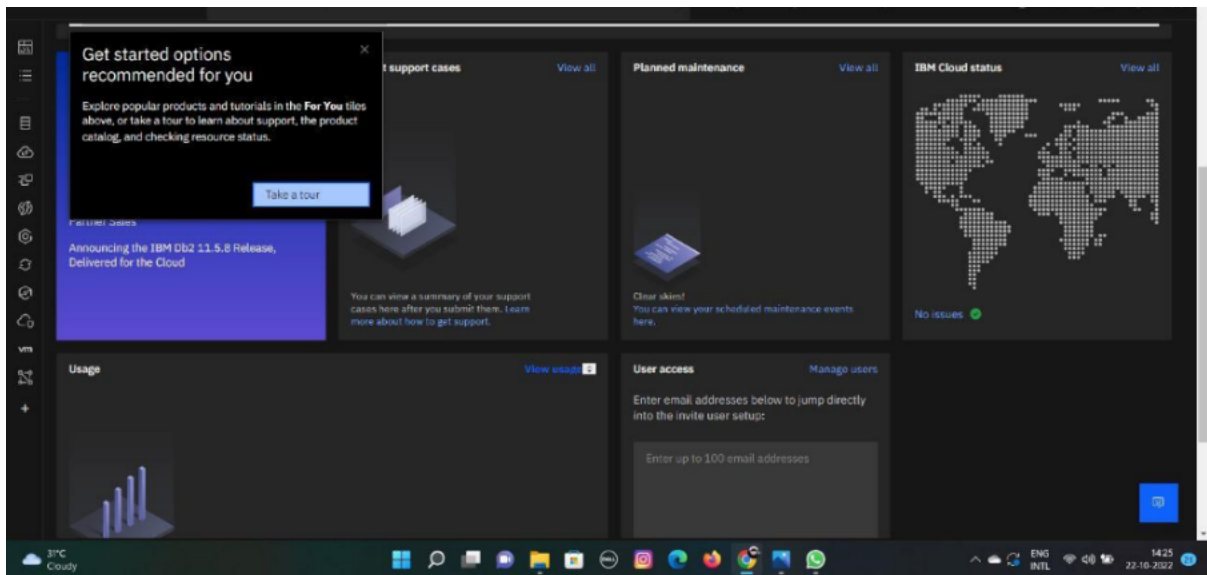 Get started options
recommended for you
Explore popular products and tutorials in the For You tiles
above, or take a tour to learn about support, the product
catalog, and checking resource status.
Take a tour
Partner Sales
Announcing the IBM Db2 11.5.8 Release,
Delivered for the Cloud
t support cases
View all
You can view a summary of your support
cases here after you submit them. Learn
more about how to get support.
Planned maintenance
View all
Clear skies!
You can view your scheduled maintenance events
here.
IBM Cloud status
View all
No issues
Usage
View usage
User access
Manage users
Enter email addresses below to jump directly
into the invite user setup:
Enter up to 100 email addresses
vm
31°C
Cloudy
DELL
ENG
INTL
14:25
22-10-2022